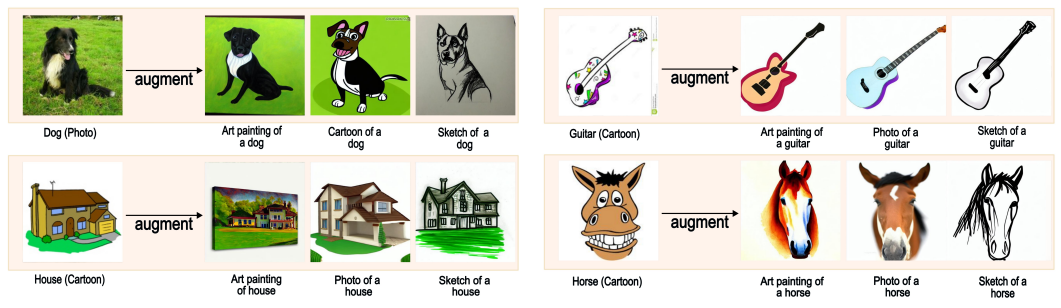 augment
Dog (Photo)
Art painting of
a dog
Cartoon of a
dog
Sketch of a
dog
augment
Guitar (Cartoon)
Art painting of
a guitar
Photo of a
guitar
Sketch of a
guitar
augment
House (Cartoon)
Art painting
of house
Photo of a
house
Sketch of a
house
augment
Horse (Cartoon)
Art painting of
a horse
Photo of a
horse
Sketch of a
horse